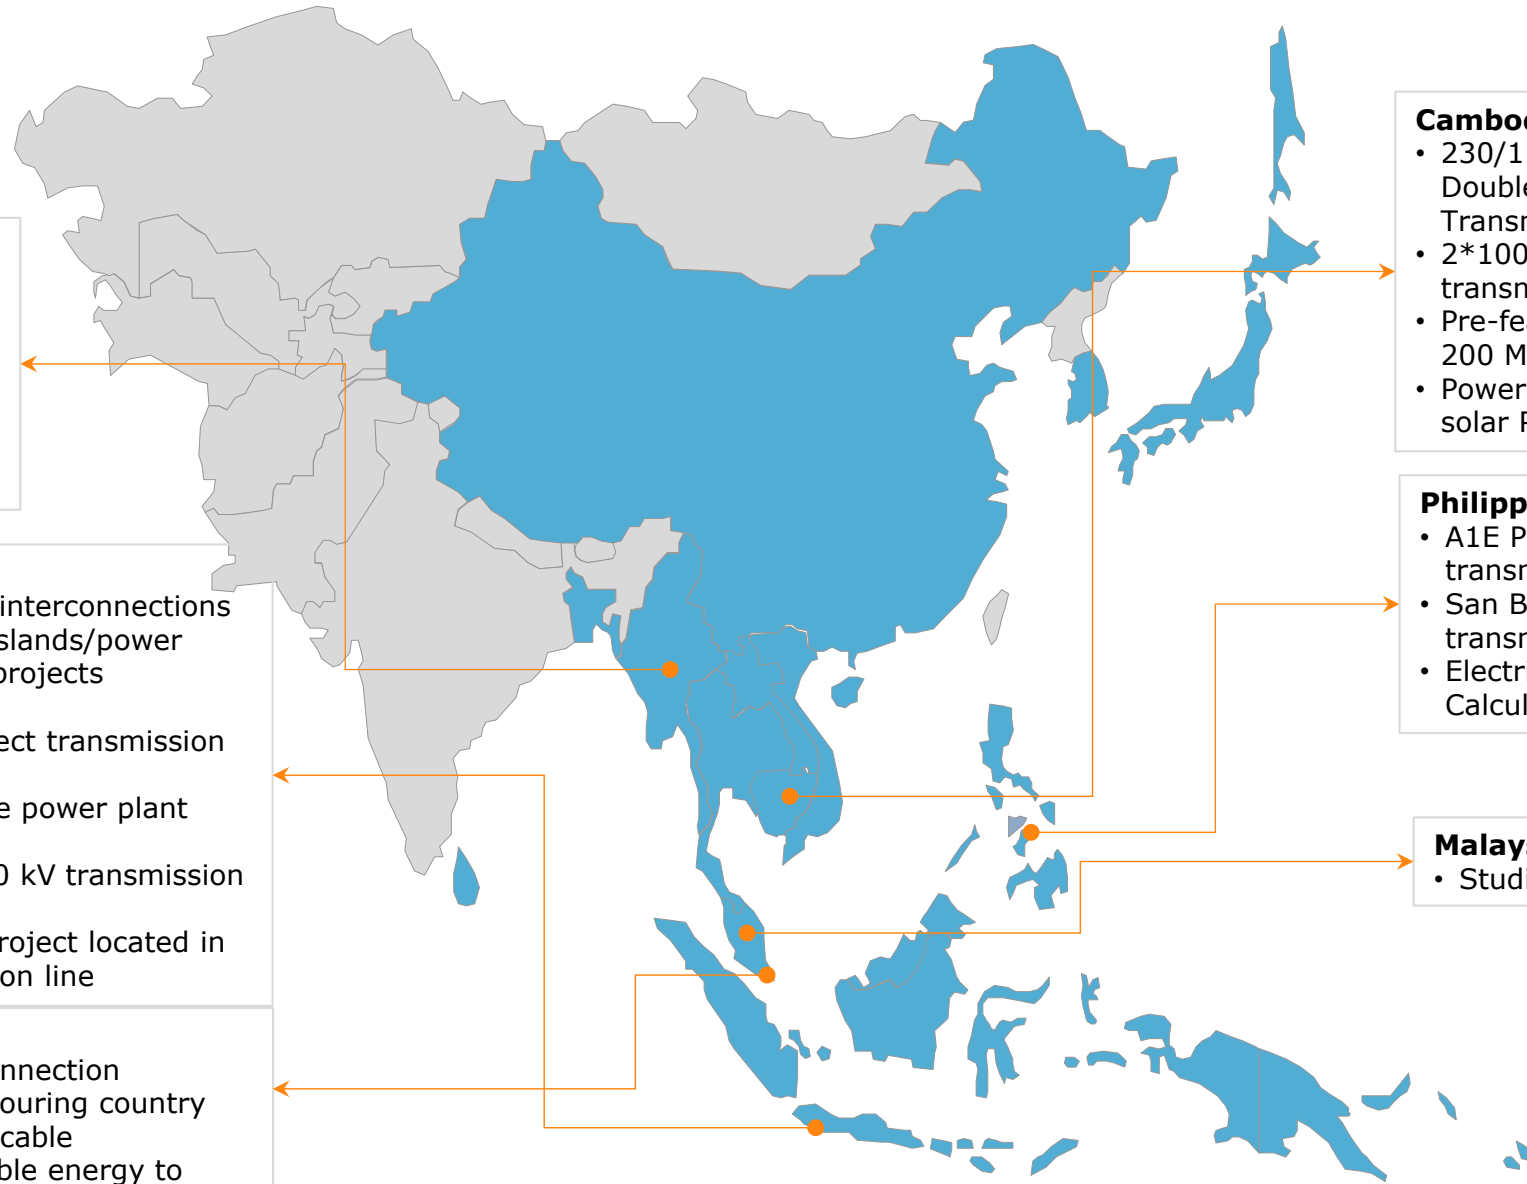 interconnections
slands/power
projects
ect transmission
e power plant
0 kV transmission
roject located in
on line
nnection
ouring country
cable
ble energy to
Cambo
• 230/1
Double
Transm
• 2*100
transm
• Pre-fea
200 M
• Power
solar P
Philipp
• A1E P
transm
• San B
transm
• Electri
Calcul
Malays
• Studi